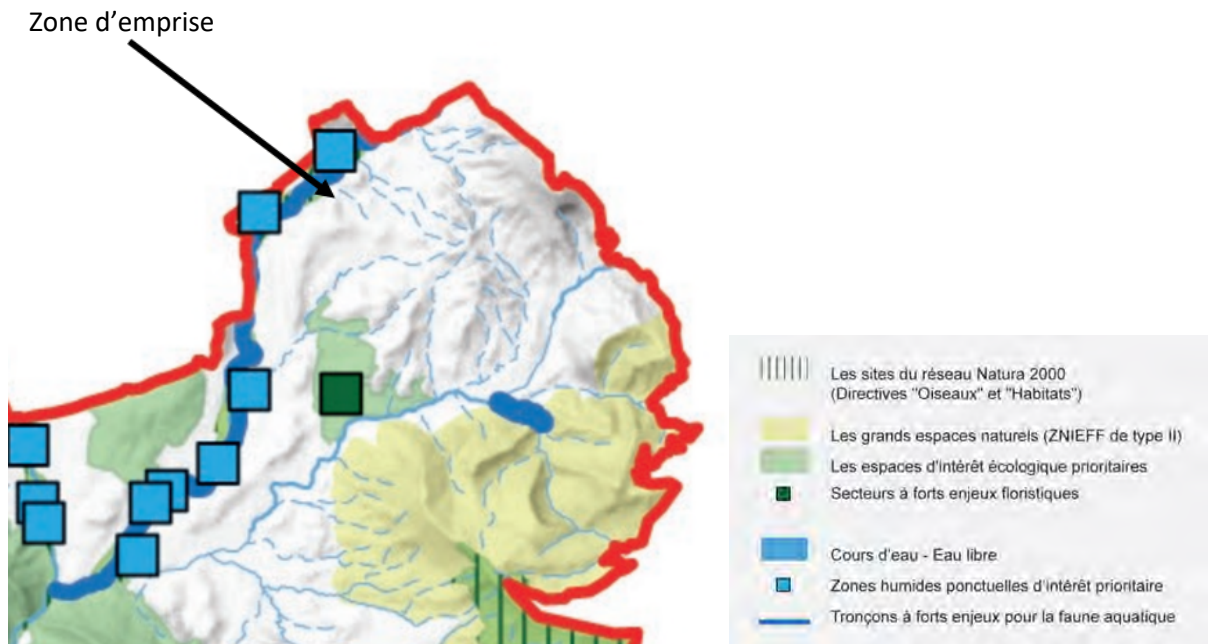 Zone d’emprise
Les sites du réseau Natura 2000
(Directives "Oiseaux" et "Habitats")
Les grands espaces naturels (ZNIEFF de type II)
Les espaces d'intérêt écologique prioritaires
Secteurs à forts enjeux floristiques
Cours d'eau - Eau libre
Zones humides ponctuelles d'intérêt prioritaire
Tronçons à forts enjeux pour la faune aquatique